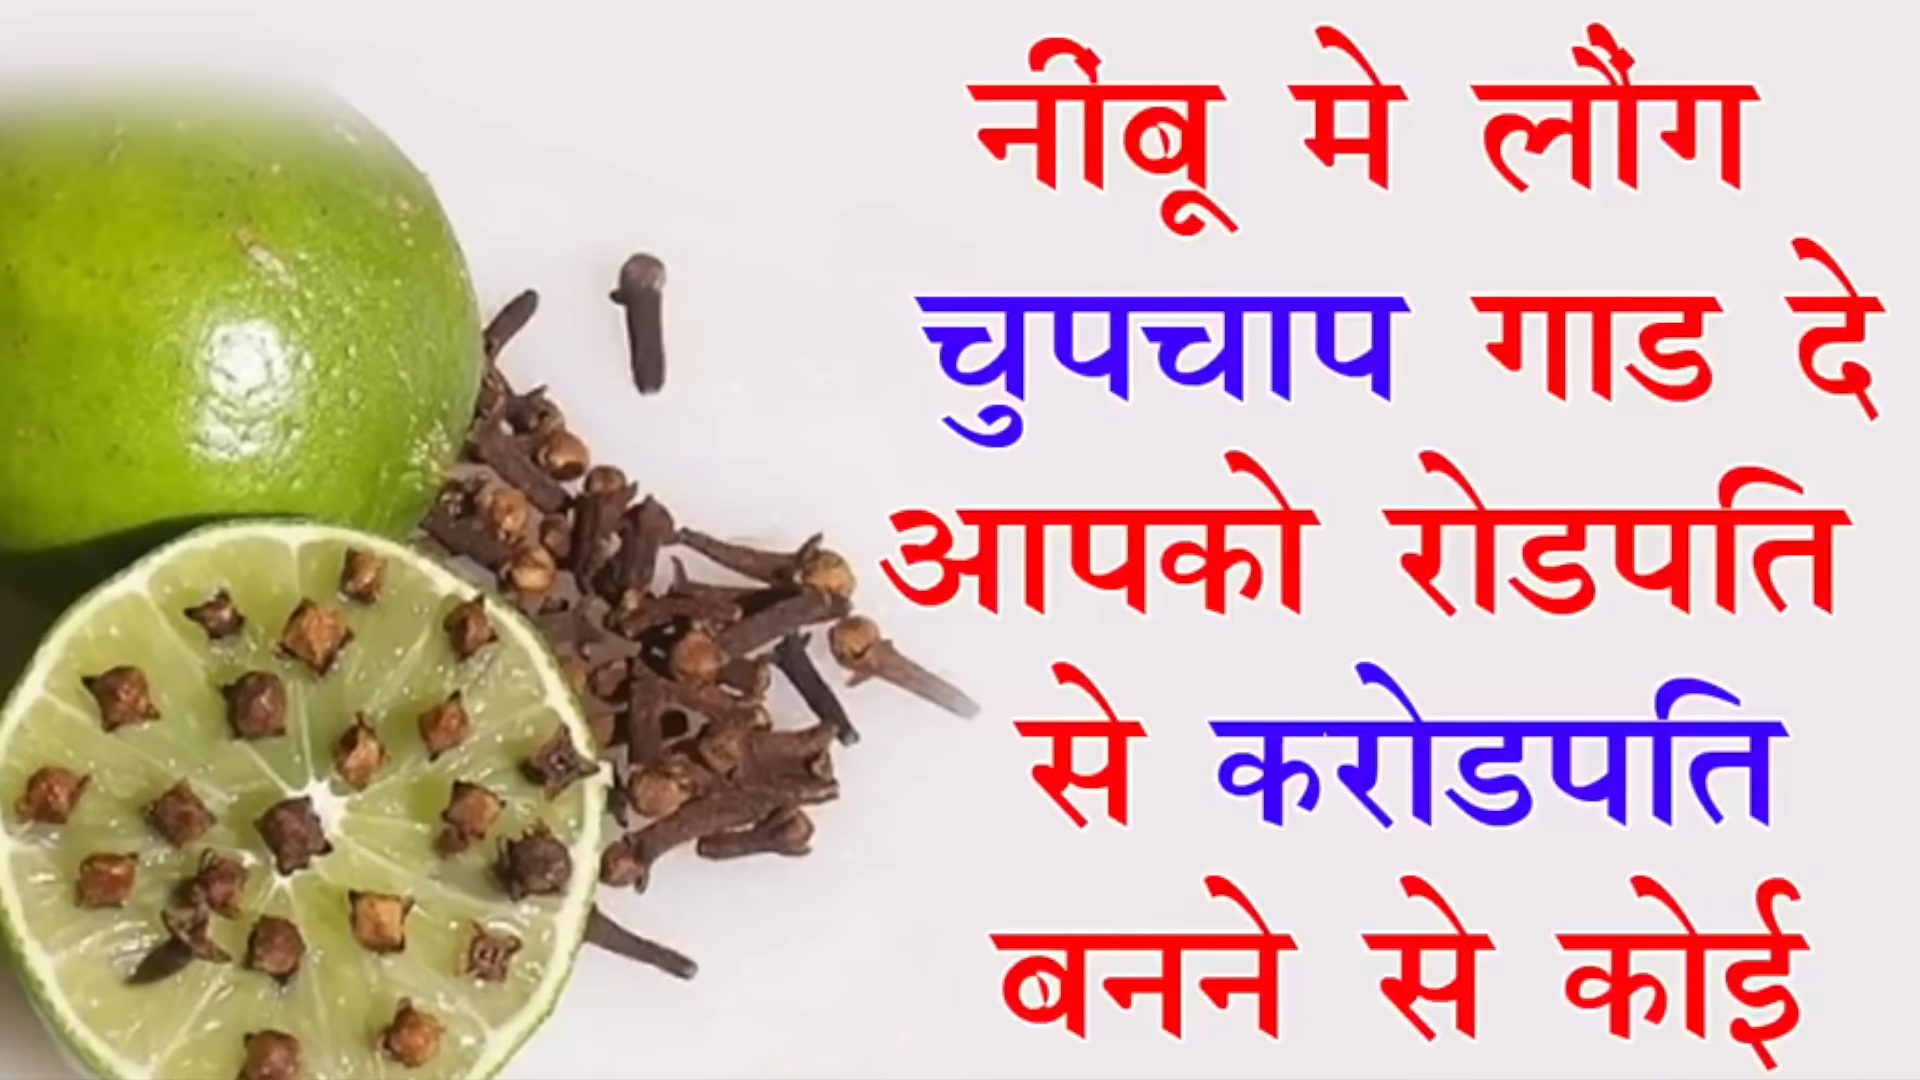 नींबू मे लौंग
चुपचाप गाड दे
आपको रोडपति
से करोडपति
बनने से कोई